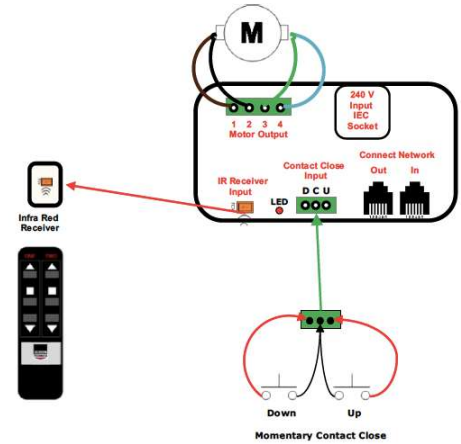 M
240 V
Input
IEC
Socket
1 2 3 4
Motor Output
Contact Close
Input
Connect Network
Out In
IR Receiver
Input
LED
D C U
Infra Red
Receiver
Down Up
Momentary Contact Close